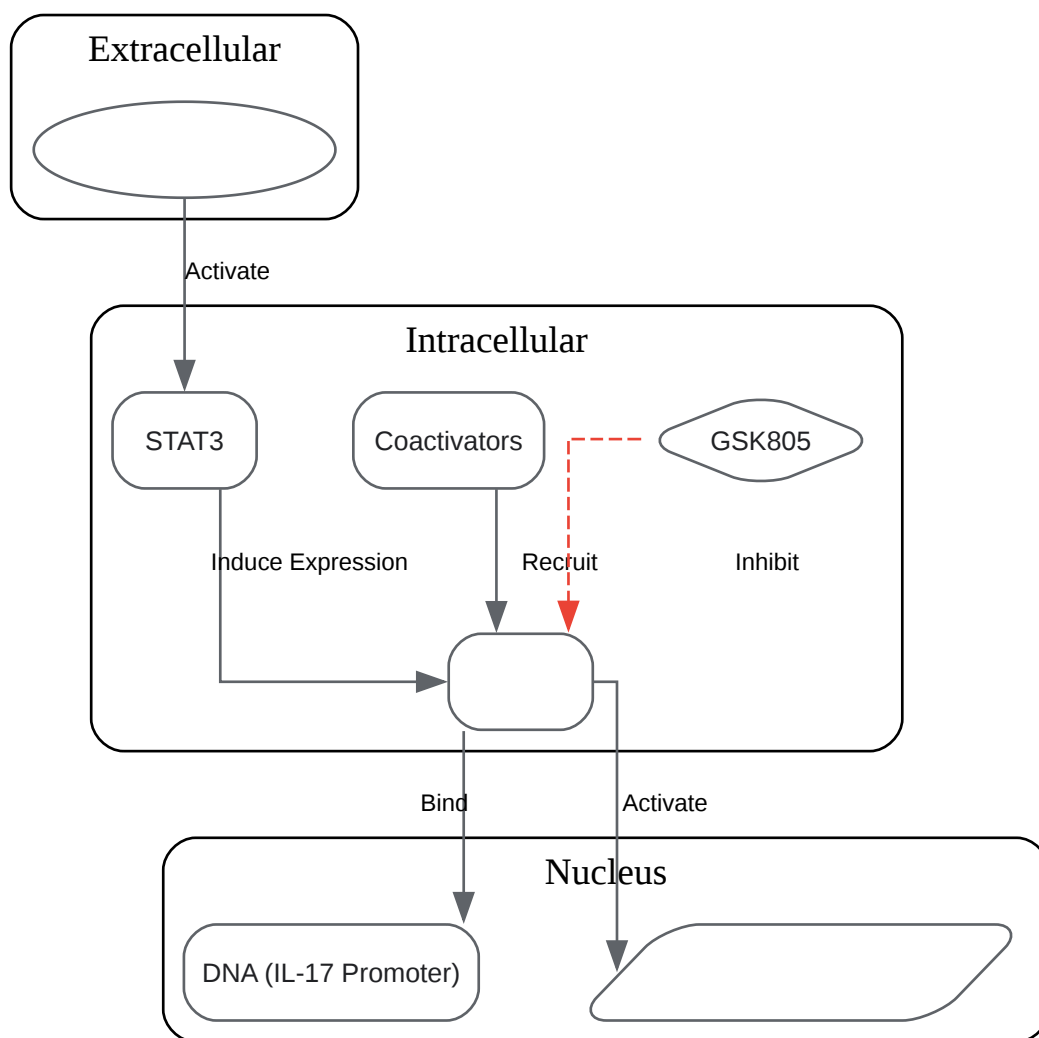 Extracellular
Activate
Intracellular
STAT3
Coactivators
GSK805
Induce Expression
Recruit
Inhibit
Bind
Activate
Nucleus
DNA (IL-17 Promoter)